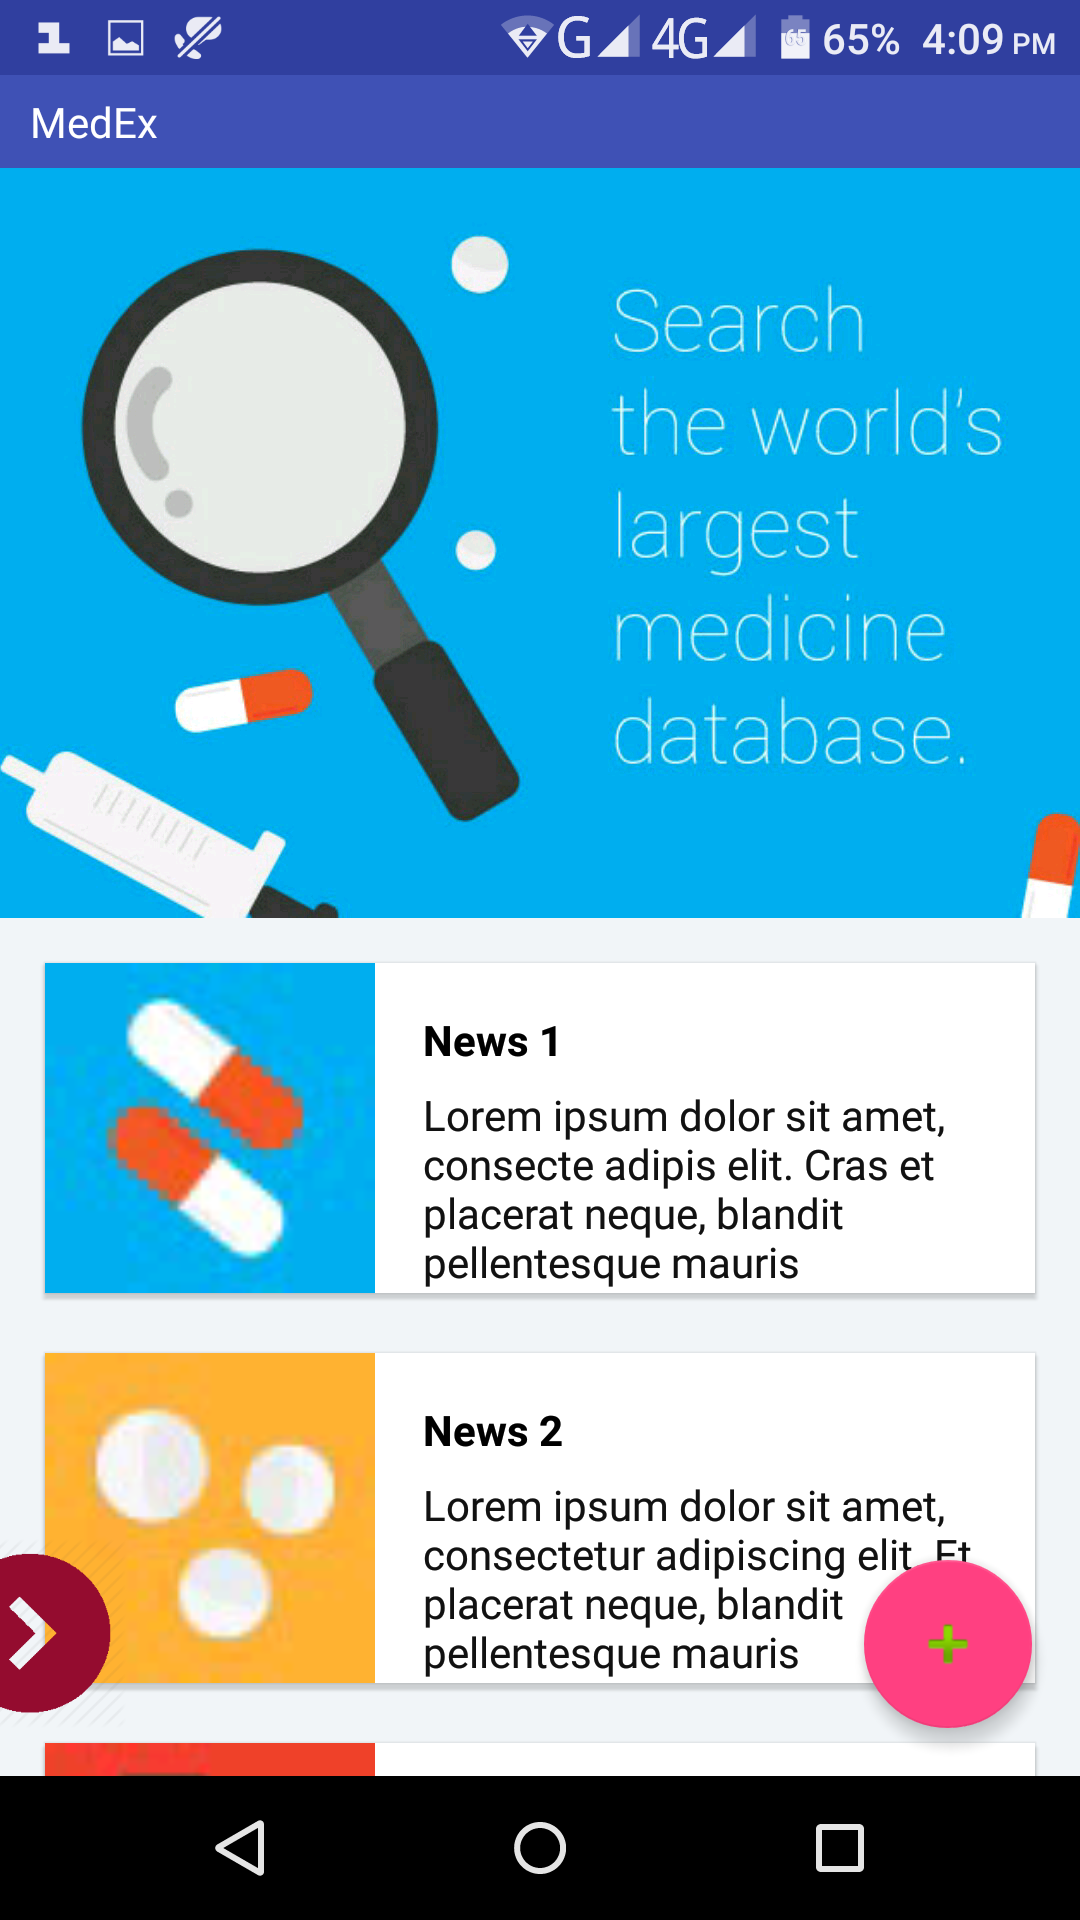 G 4G 65 65% 4:09 PM
MedEx
Search
the world's
largest
medicine
database.
News 1
Lorem ipsum dolor sit amet,
consecte adipis elit. Cras et
placerat neque, blandit
pellentesque mauris
News 2
Lorem ipsum dolor sit amet,
consectetur adipiscing elit. Et
placerat neque, blandit
pellentesque mauris